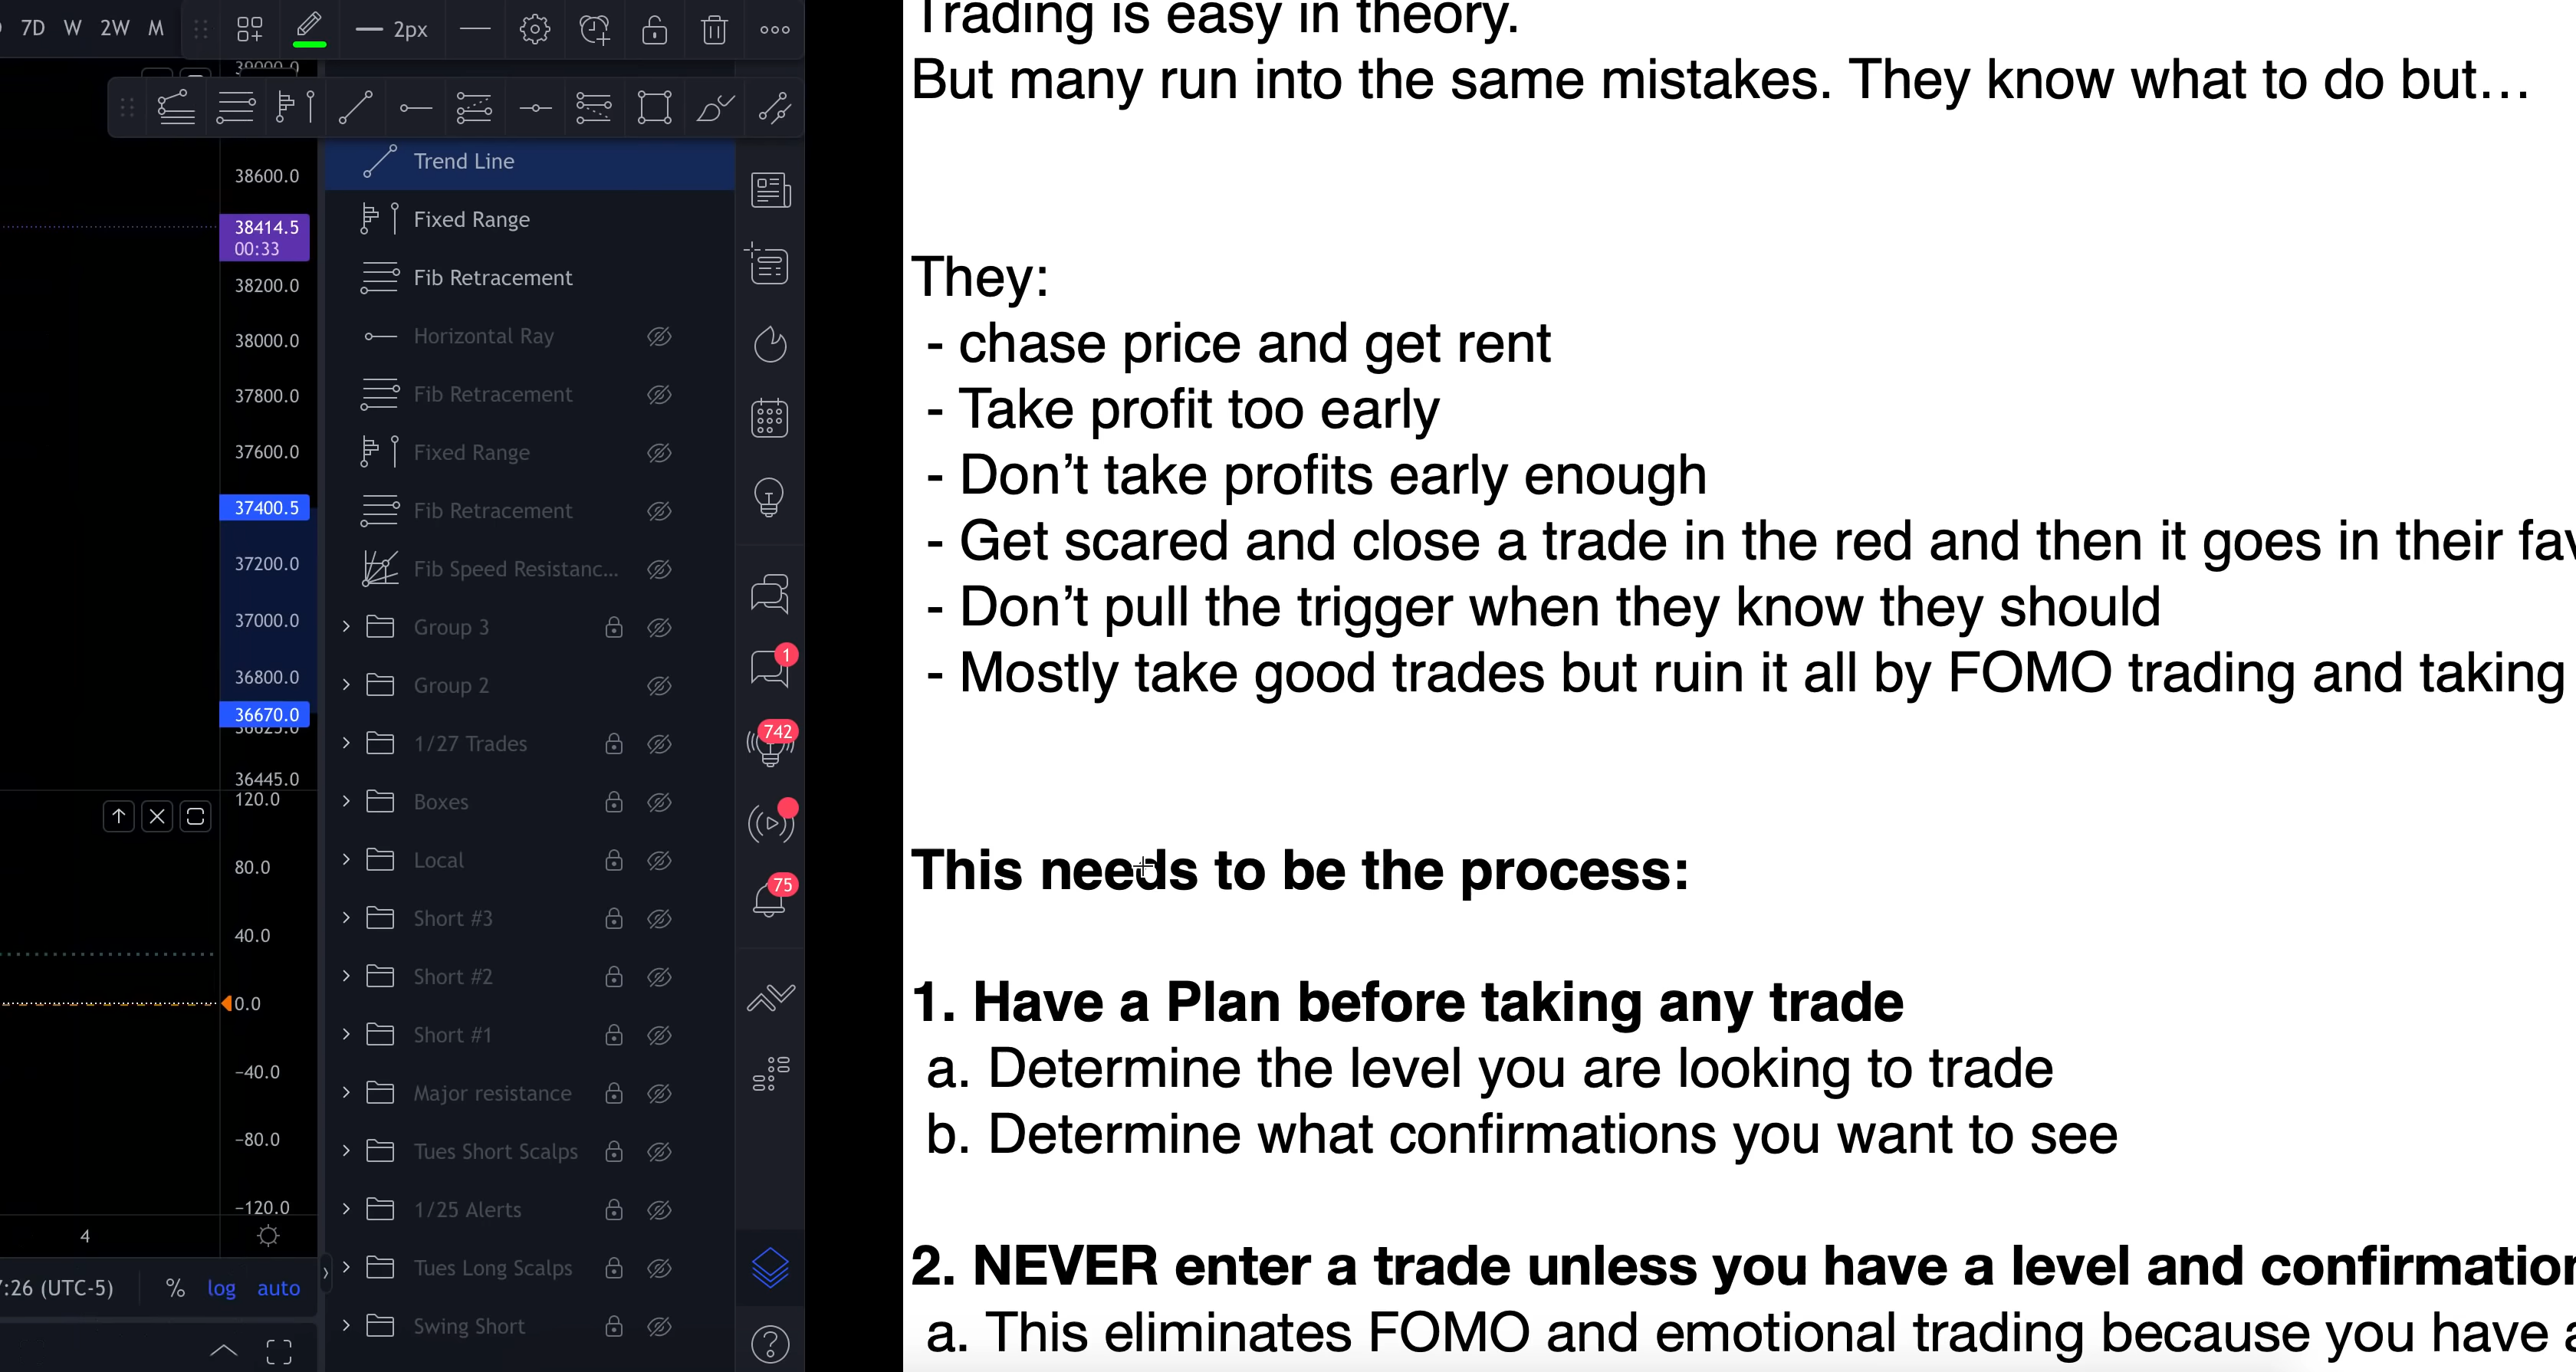 7D W 2W M 2px
39000.0
38600.0
38414.5
00:33
38200.0
38000.0
37800.0
37600.0
37400.5
37200.0
37000.0
36800.0
36670.0
36625.0
36445.0
120.0
80.0
40.0
0.0
−40.0
−80.0
−120.0
4
:26 (UTC-5) % log auto
Trend Line
Fixed Range
Fib Retracement
Horizontal Ray
Fib Retracement
Fixed Range
Fib Retracement
Fib Speed Resistanc...
Group 3
Group 2
1/27 Trades
Boxes
Local
Short #3
Short #2
Short #1
Major resistance
Tues Short Scalps
1/25 Alerts
Tues Long Scalps
Swing Short
1
742
75
Trading is easy in theory.
But many run into the same mistakes. They know what to do but…
They:
- chase price and get rent
- Take profit too early
- Don’t take profits early enough
- Get scared and close a trade in the red and then it goes in their fav
- Don’t pull the trigger when they know they should
- Mostly take good trades but ruin it all by FOMO trading and taking
This needs to be the process:
1. Have a Plan before taking any trade
a. Determine the level you are looking to trade
b. Determine what confirmations you want to see
2. NEVER enter a trade unless you have a level and confirmation
a. This eliminates FOMO and emotional trading because you have a